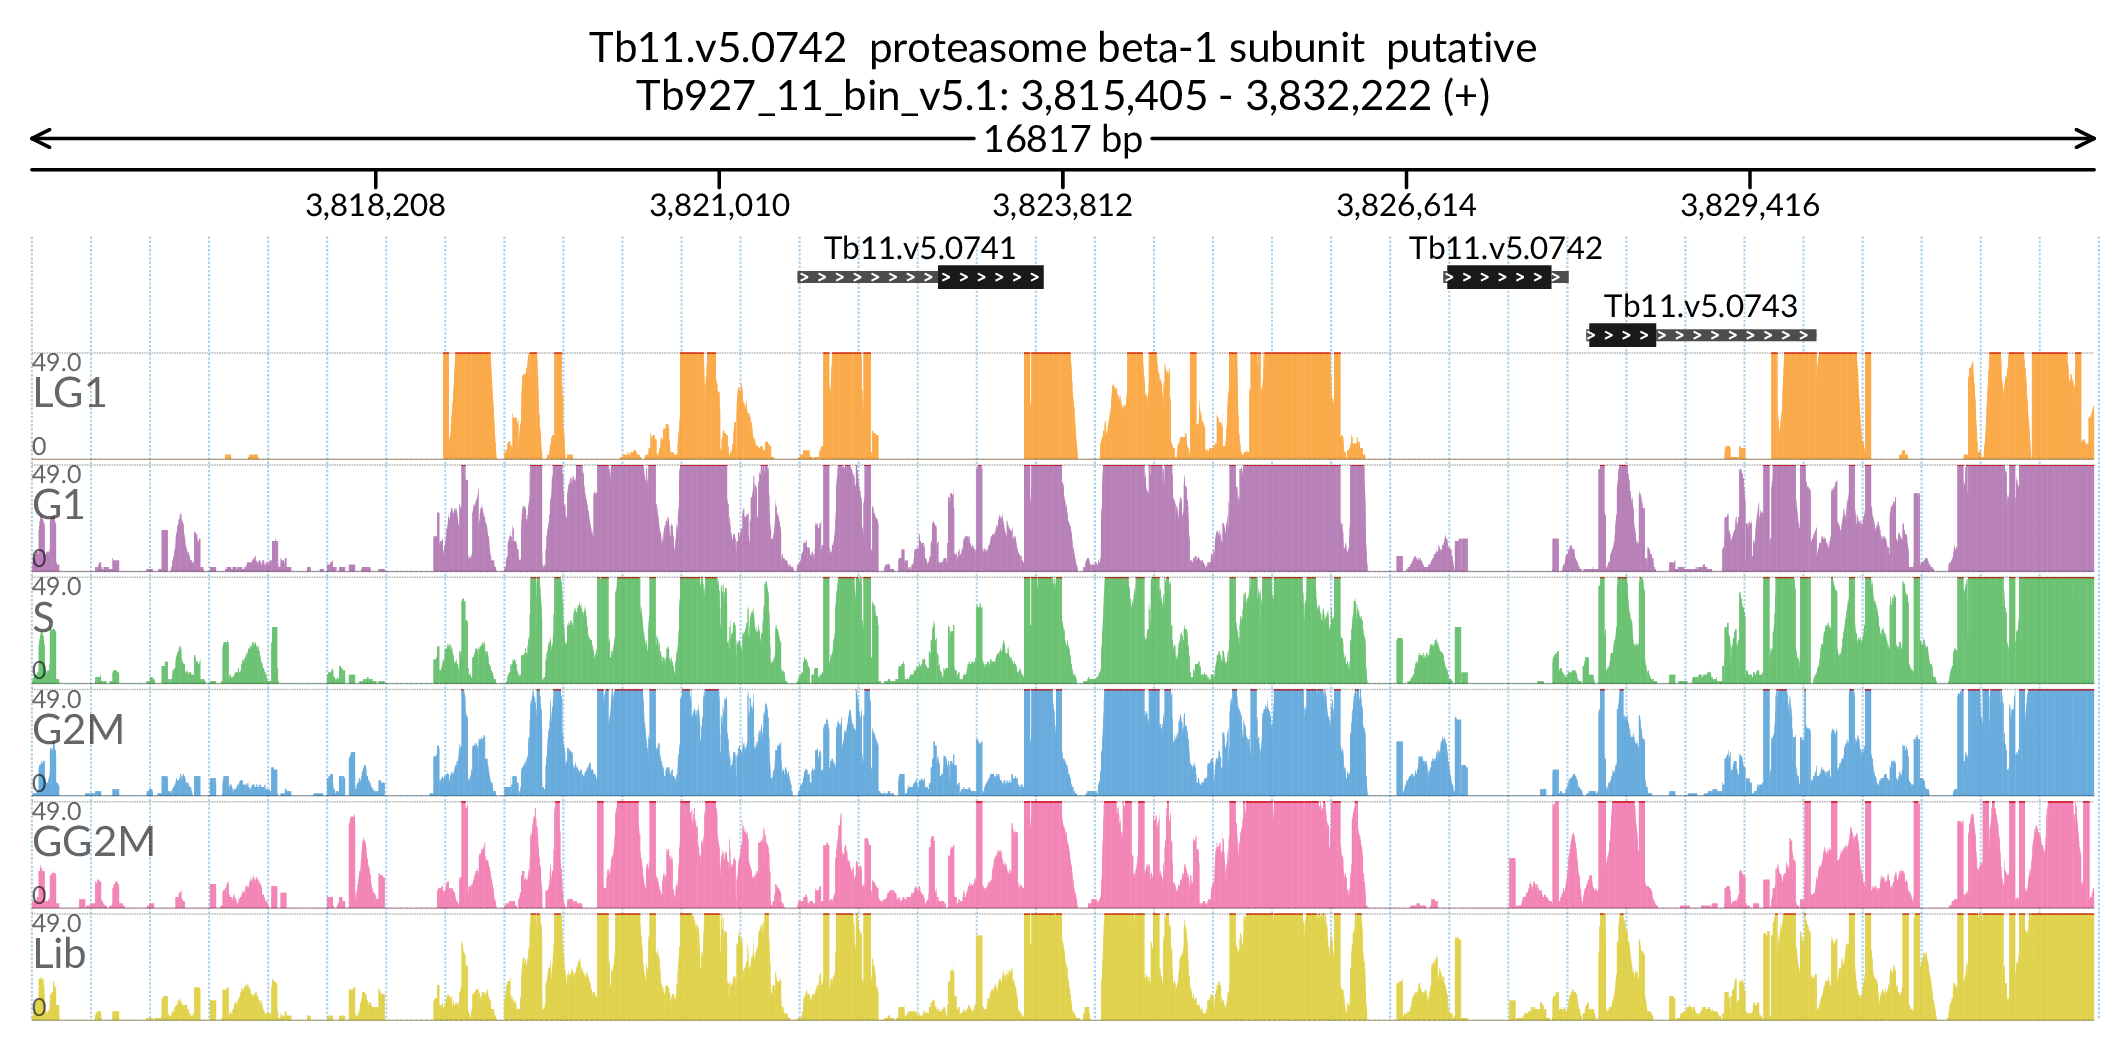 Tb11.v5.0742  proteasome beta-1 subunit  putative
Tb927_11_bin_v5.1: 3,815,405 - 3,832,222 (+)
16817 bp
3,818,208 3,821,010 3,823,812 3,826,614 3,829,416
Tb11.v5.0741 Tb11.v5.0742
Tb11.v5.0743
49.0
LG1
0
49.0
G1
0
49.0
S
0
49.0
G2M
0
49.0
GG2M
0
49.0
Lib
0